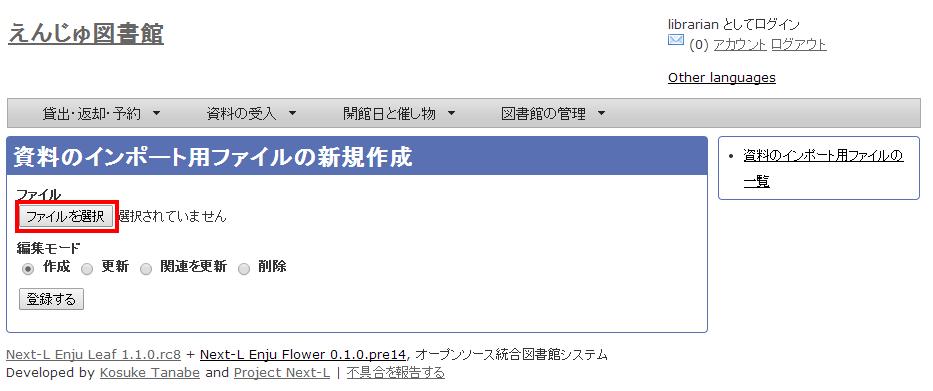 えんじゅ図書館
librarian としてログイン
(0) アカウント ログアウト
Other languages
貸出・返却・予約 資料の受入 開館日と催し物 図書館の管理
資料のインポート用ファイルの新規作成
ファイル
ファイルを選択 選択されていません
編集モード
作成 更新 関連を更新 削除
登録する
資料のインポート用ファイルの
一覧
Next-L Enju Leaf 1.1.0.rc8 + Next-L Enju Flower 0.1.0.pre14, オープンソース統合図書館システム
Developed by Kosuke Tanabe and Project Next-L | 不具合を報告する